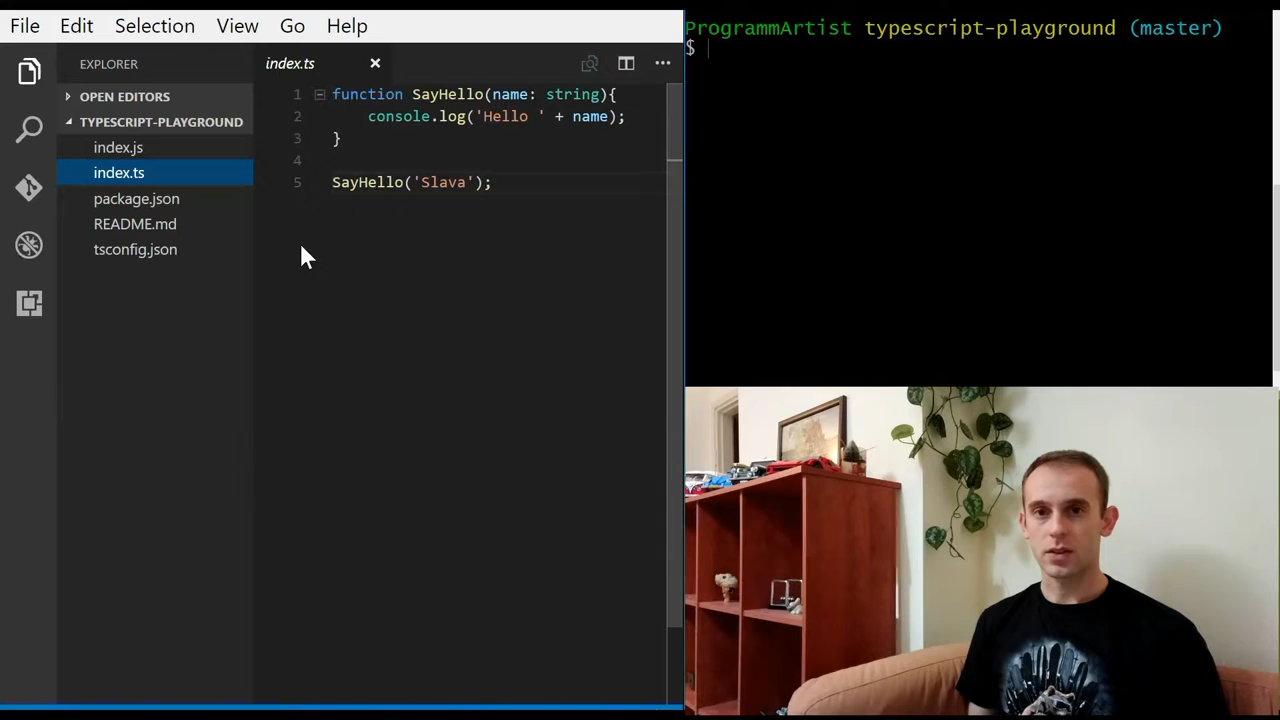 File Edit Selection View Go Help
EXPLORER
OPEN EDITORS
TYPESCRIPT-PLAYGROUND
index.js
index.ts
package.json
README.md
tsconfig.json
index.ts
1 function SayHello(name: string){
2 console.log('Hello ' + name);
3 }
4
5 SayHello('Slava');
ProgrammArtist typescript-playground (master)
$